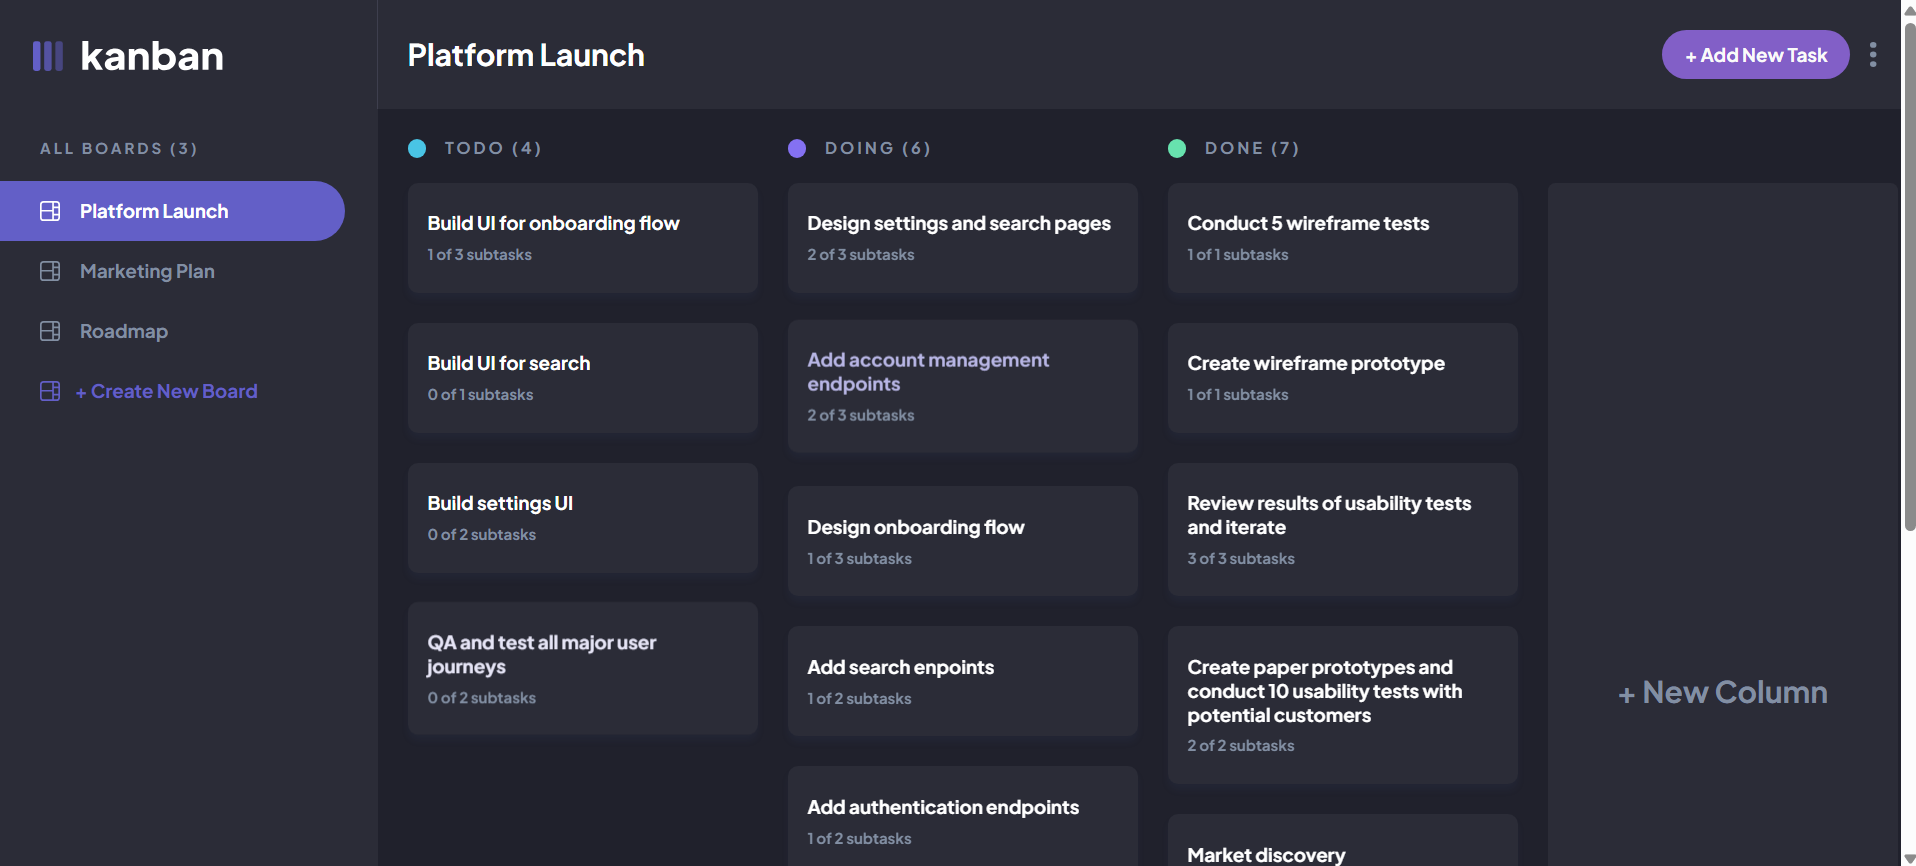 kanban
ALL BOARDS (3)
Platform Launch
Marketing Plan
Roadmap
+ Create New Board
Platform Launch
+ Add New Task
TODO (4)
Build UI for onboarding flow
1 of 3 subtasks
Build UI for search
0 of 1 subtasks
Build settings UI
0 of 2 subtasks
QA and test all major user
journeys
0 of 2 subtasks
DOING (6)
Design settings and search pages
2 of 3 subtasks
Add account management
endpoints
2 of 3 subtasks
Design onboarding flow
1 of 3 subtasks
Add search enpoints
1 of 2 subtasks
Add authentication endpoints
1 of 2 subtasks
DONE (7)
Conduct 5 wireframe tests
1 of 1 subtasks
Create wireframe prototype
1 of 1 subtasks
Review results of usability tests
and iterate
3 of 3 subtasks
Create paper prototypes and
conduct 10 usability tests with
potential customers
2 of 2 subtasks
Market discovery
+ New Column